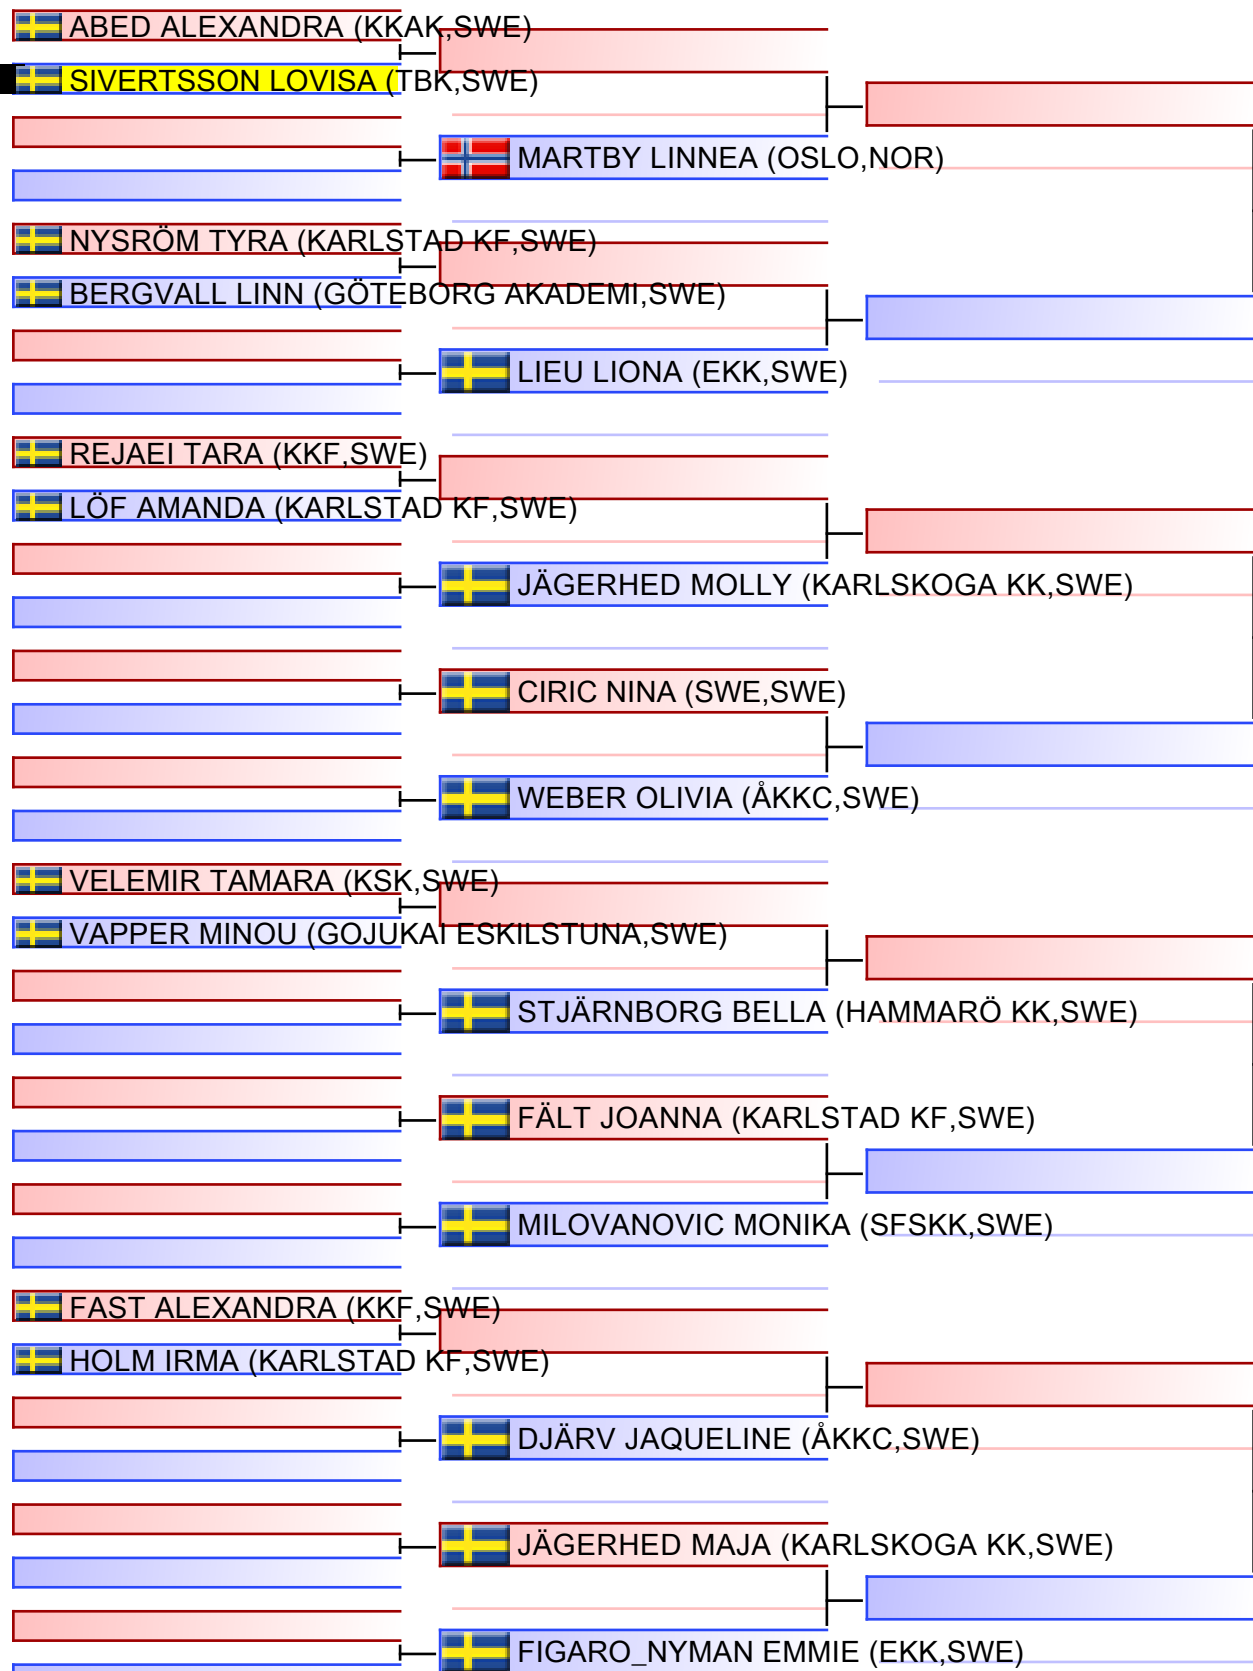 ABED ALEXANDRA (KKAK,SWE)
SIVERTSSON LOVISA (TBK,SWE)
MARTBY LINNEA (OSLO,NOR)
NYSRÖM TYRA (KARLSTAD KF,SWE)
BERGVALL LINN (GÖTEBORG AKADEMI,SWE)
LIEU LIONA (EKK,SWE)
REJAEI TARA (KKF,SWE)
LÖF AMANDA (KARLSTAD KF,SWE)
JÄGERHED MOLLY (KARLSKOGA KK,SWE)
CIRIC NINA (SWE,SWE)
WEBER OLIVIA (ÅKKC,SWE)
VELEMIR TAMARA (KSK,SWE)
VAPPER MINOU (GOJUKAI ESKILSTUNA,SWE)
STJÄRNBORG BELLA (HAMMARÖ KK,SWE)
FÄLT JOANNA (KARLSTAD KF,SWE)
MILOVANOVIC MONIKA (SFSKK,SWE)
FAST ALEXANDRA (KKF,SWE)
HOLM IRMA (KARLSTAD KF,SWE)
DJÄRV JAQUELINE (ÅKKC,SWE)
JÄGERHED MAJA (KARLSKOGA KK,SWE)
FIGARO_NYMAN EMMIE (EKK,SWE)